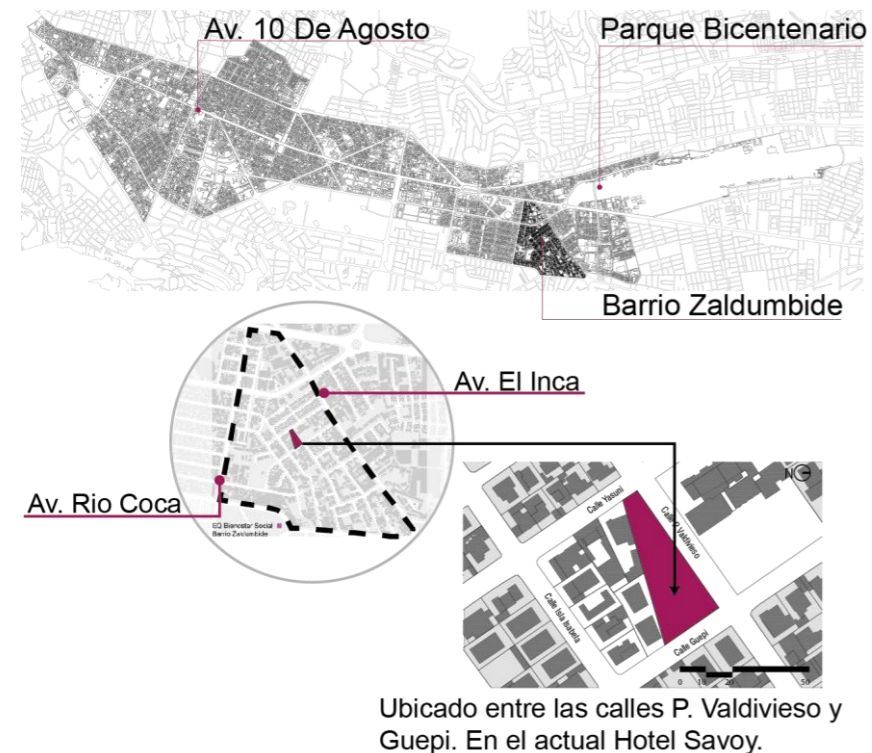 Av. 10 De Agosto
Parque Bicentenario
Barrio Zaldumbide
Av. El Inca
Av. Rio Coca
EQ Bienestar Social
Barrio Zaldumbide
N
Calle Yasuni
Calle P. Valdivieso
Calle Isla Isabela
Calle Guepi
0 10 20 50
Ubicado entre las calles P. Valdivieso y
Guepi. En el actual Hotel Savoy.